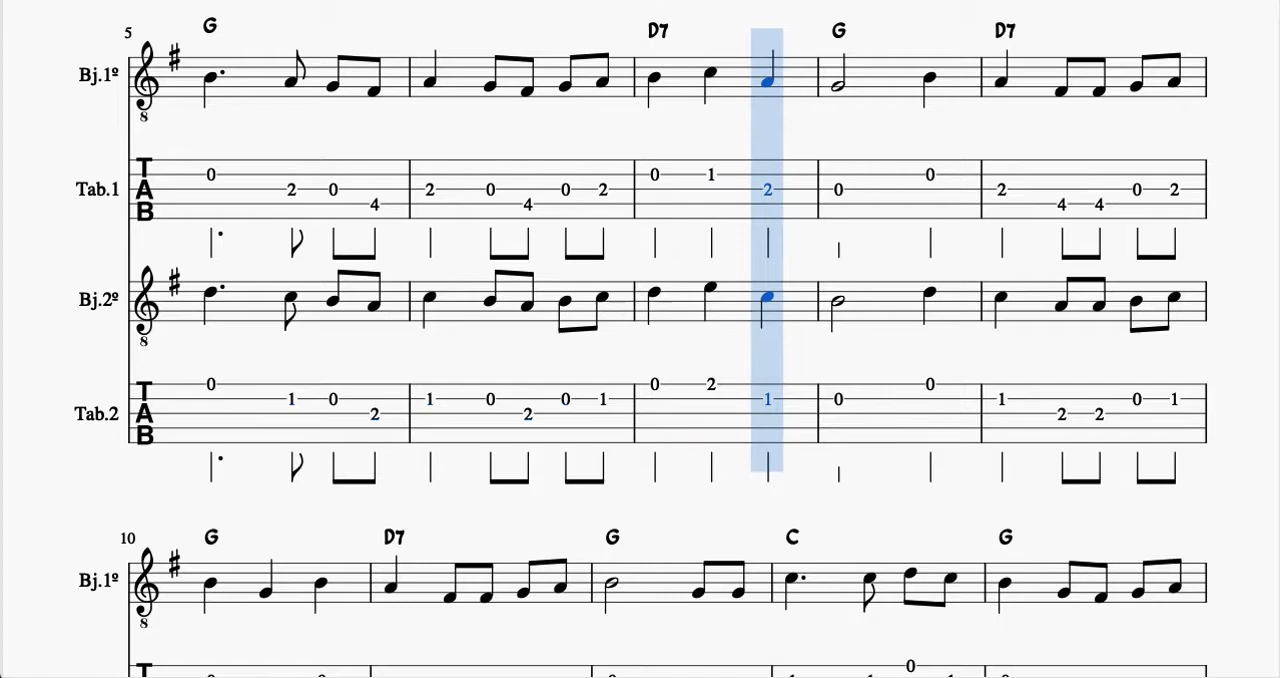 5 G D7 G D7
Bj.1º
8
T
A
B
Tab.1
0 2 0 4 2 0 4 0 2 0 1 2 0 0 2 4 4 0 2
Bj.2º
8
T
A
B
Tab.2
0 1 0 2 1 0 2 0 1 0 2 1 0 0 1 2 2 0 1
10 G D7 G C G
Bj.1º
8
T
0